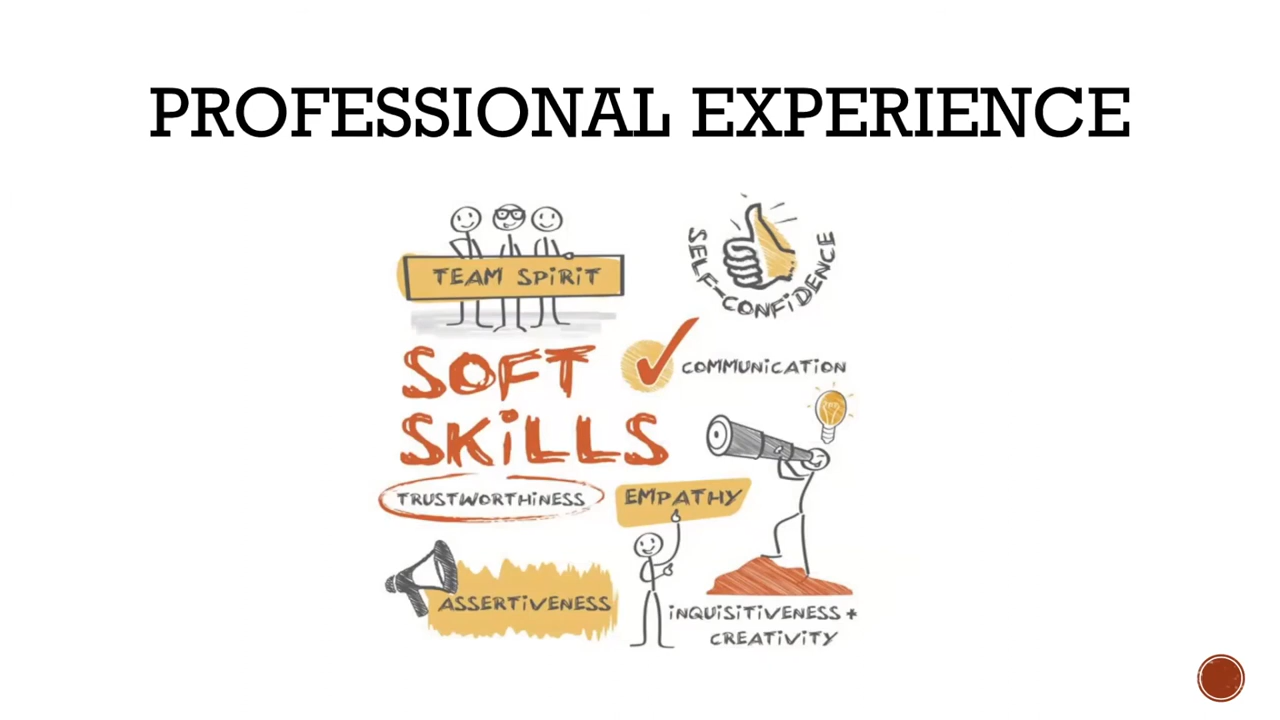 PROFESSIONAL EXPERIENCE
TEAM SPiRiT
SELF-CONFiDENCE
SOFT
SKiLLS
COMMUNiCATiON
TRUSTWORTHiNESS
EMPATHY
ASSERTiVENESS
iNQUiSiTiVENESS +
CREATiViTY